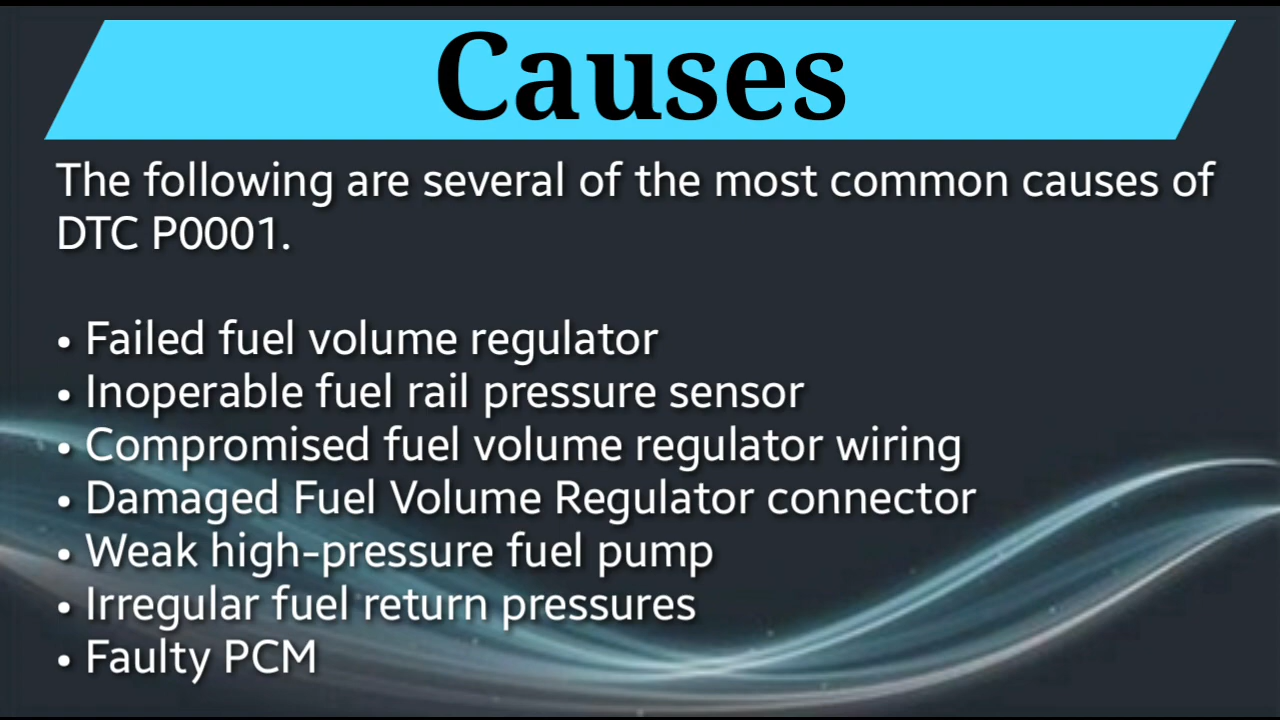 Causes
The following are several of the most common causes of
DTC P0001.
• Failed fuel volume regulator
• Inoperable fuel rail pressure sensor
• Compromised fuel volume regulator wiring
• Damaged Fuel Volume Regulator connector
• Weak high-pressure fuel pump
• Irregular fuel return pressures
• Faulty PCM